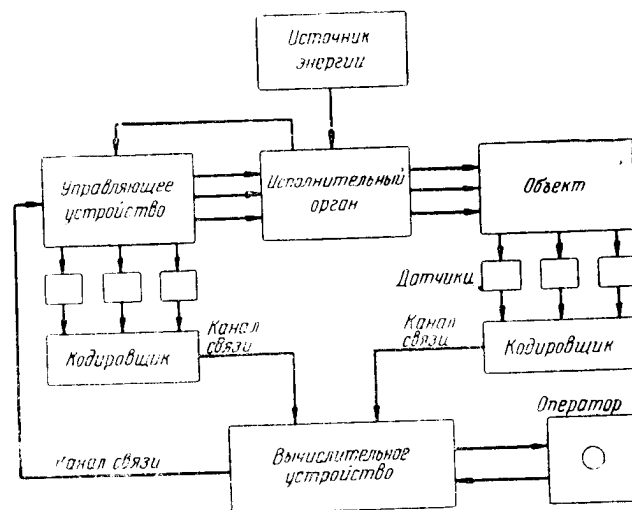 Источник
энергии
Управляющее
устройство
Исполнительный
орган
Объект
Датчики
Канал
связи
Канал
связи
Кодировщик
Кодировщик
Оператор
Канал связи
Вычислительное
устройство